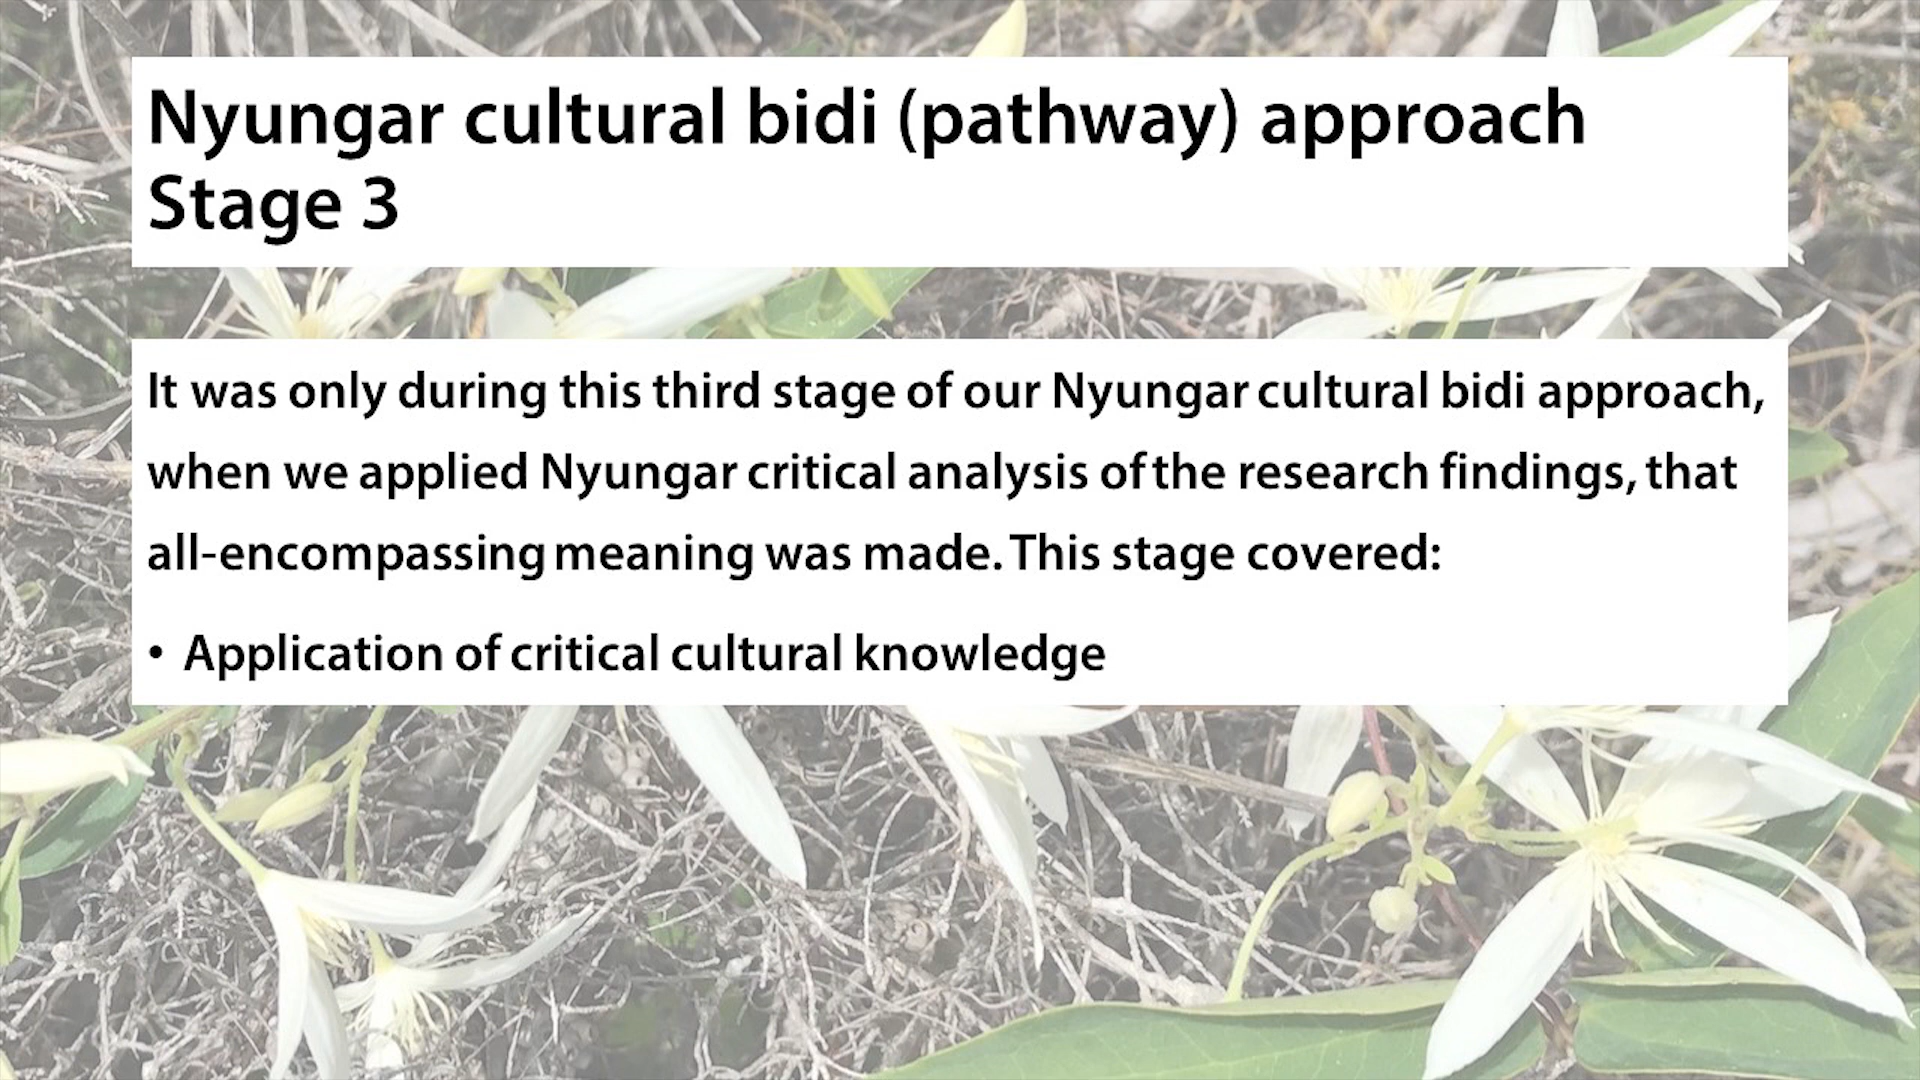 Nyungar cultural bidi (pathway) approach
Stage 3
It was only during this third stage of our Nyungar cultural bidi approach,
when we applied Nyungar critical analysis of the research findings, that
all-encompassing meaning was made. This stage covered:
• Application of critical cultural knowledge